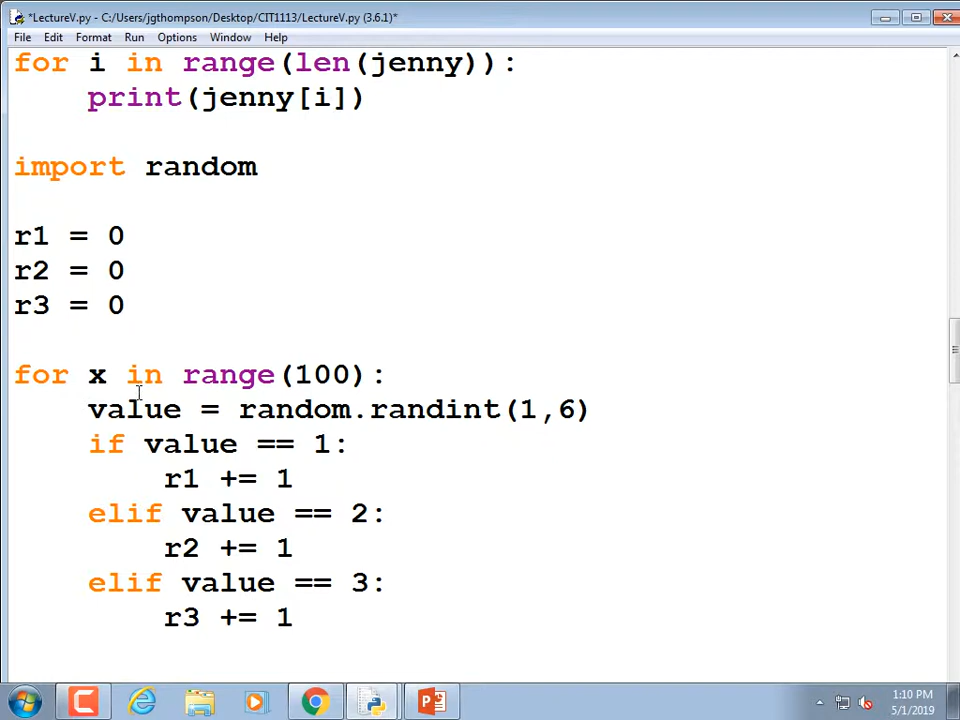 *LectureV.py - C:/Users/jgthompson/Desktop/CIT1113/LectureV.py (3.6.1)*
File Edit Format Run Options Window Help
for i in range(len(jenny)):
    print(jenny[i])
import random
r1 = 0
r2 = 0
r3 = 0
for x in range(100):
    value = random.randint(1,6)
    if value == 1:
        r1 += 1
    elif value == 2:
        r2 += 1
    elif value == 3:
        r3 += 1
1:10 PM
5/1/2019